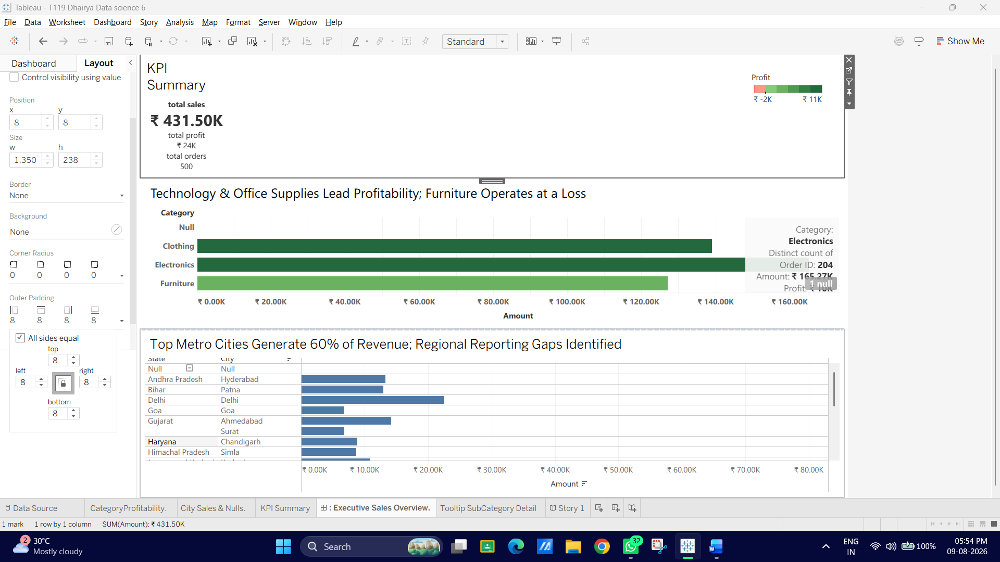 Tableau - T119 Dhairya Data science 6
File Data Worksheet Dashboard Story Analysis Map Format Server Window Help
Standard
Show Me
Dashboard Layout
Control visibility using value
Position
x y
8 8
Size
w h
1,350 238
Border
None
Background
None
Corner Radius
0 0 0 0
Outer Padding
8 8 8 8
All sides equal
top
8
left right
8 8
bottom
8
KPI
Summary
total sales
₹ 431.50K
total profit
₹ 24K
total orders
500
Profit
₹ -2K ₹ 11K
Technology & Office Supplies Lead Profitability; Furniture Operates at a Loss
Category
Null
Clothing
Electronics
Furniture
Category:
Electronics
Distinct count of
Order ID: 204
Amount: ₹ 165.27K
Profit: ₹ 10K
1 null
₹ 0.00K ₹ 20.00K ₹ 40.00K ₹ 60.00K ₹ 80.00K ₹ 100.00K ₹ 120.00K ₹ 140.00K ₹ 160.00K
Amount
Top Metro Cities Generate 60% of Revenue; Regional Reporting Gaps Identified
State City
Null Null
Andhra Pradesh Hyderabad
Bihar Patna
Delhi Delhi
Goa Goa
Gujarat Ahmedabad
Surat
Haryana Chandigarh
Himachal Pradesh Simla
₹ 0.00K ₹ 10.00K ₹ 20.00K ₹ 30.00K ₹ 40.00K ₹ 50.00K ₹ 60.00K ₹ 70.00K ₹ 80.00K
Amount
Data Source CategoryProfitability. City Sales & Nulls. KPI Summary : Executive Sales Overview. Tooltip SubCategory Detail Story 1
1 mark 1 row by 1 column SUM(Amount): ₹ 431.50K
2
30°C
Mostly cloudy
Search
32
ENG
IN
100%
05:54 PM
09-08-2026